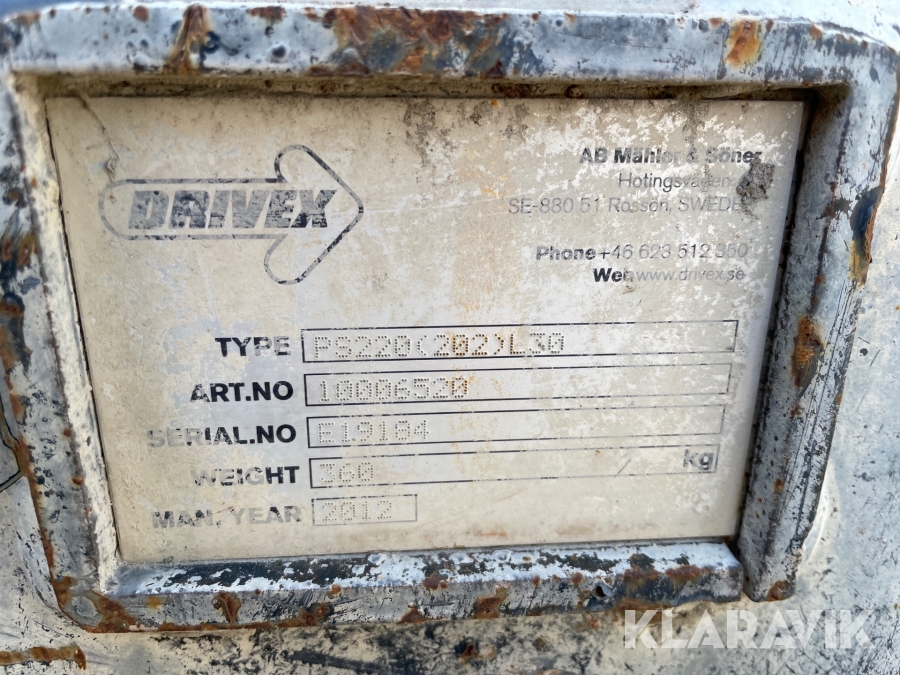 DRIVEX
AB Mähler & Söner
Hotingsvägen
SE-880 51 Rossön, SWEDEN
Phone +46 623 512 350
Web www.drivex.se
TYPE PS220(202)L30
ART.NO 10006520
SERIAL.NO E19184
WEIGHT 360 kg
MAN. YEAR 2012
KLARAVIK